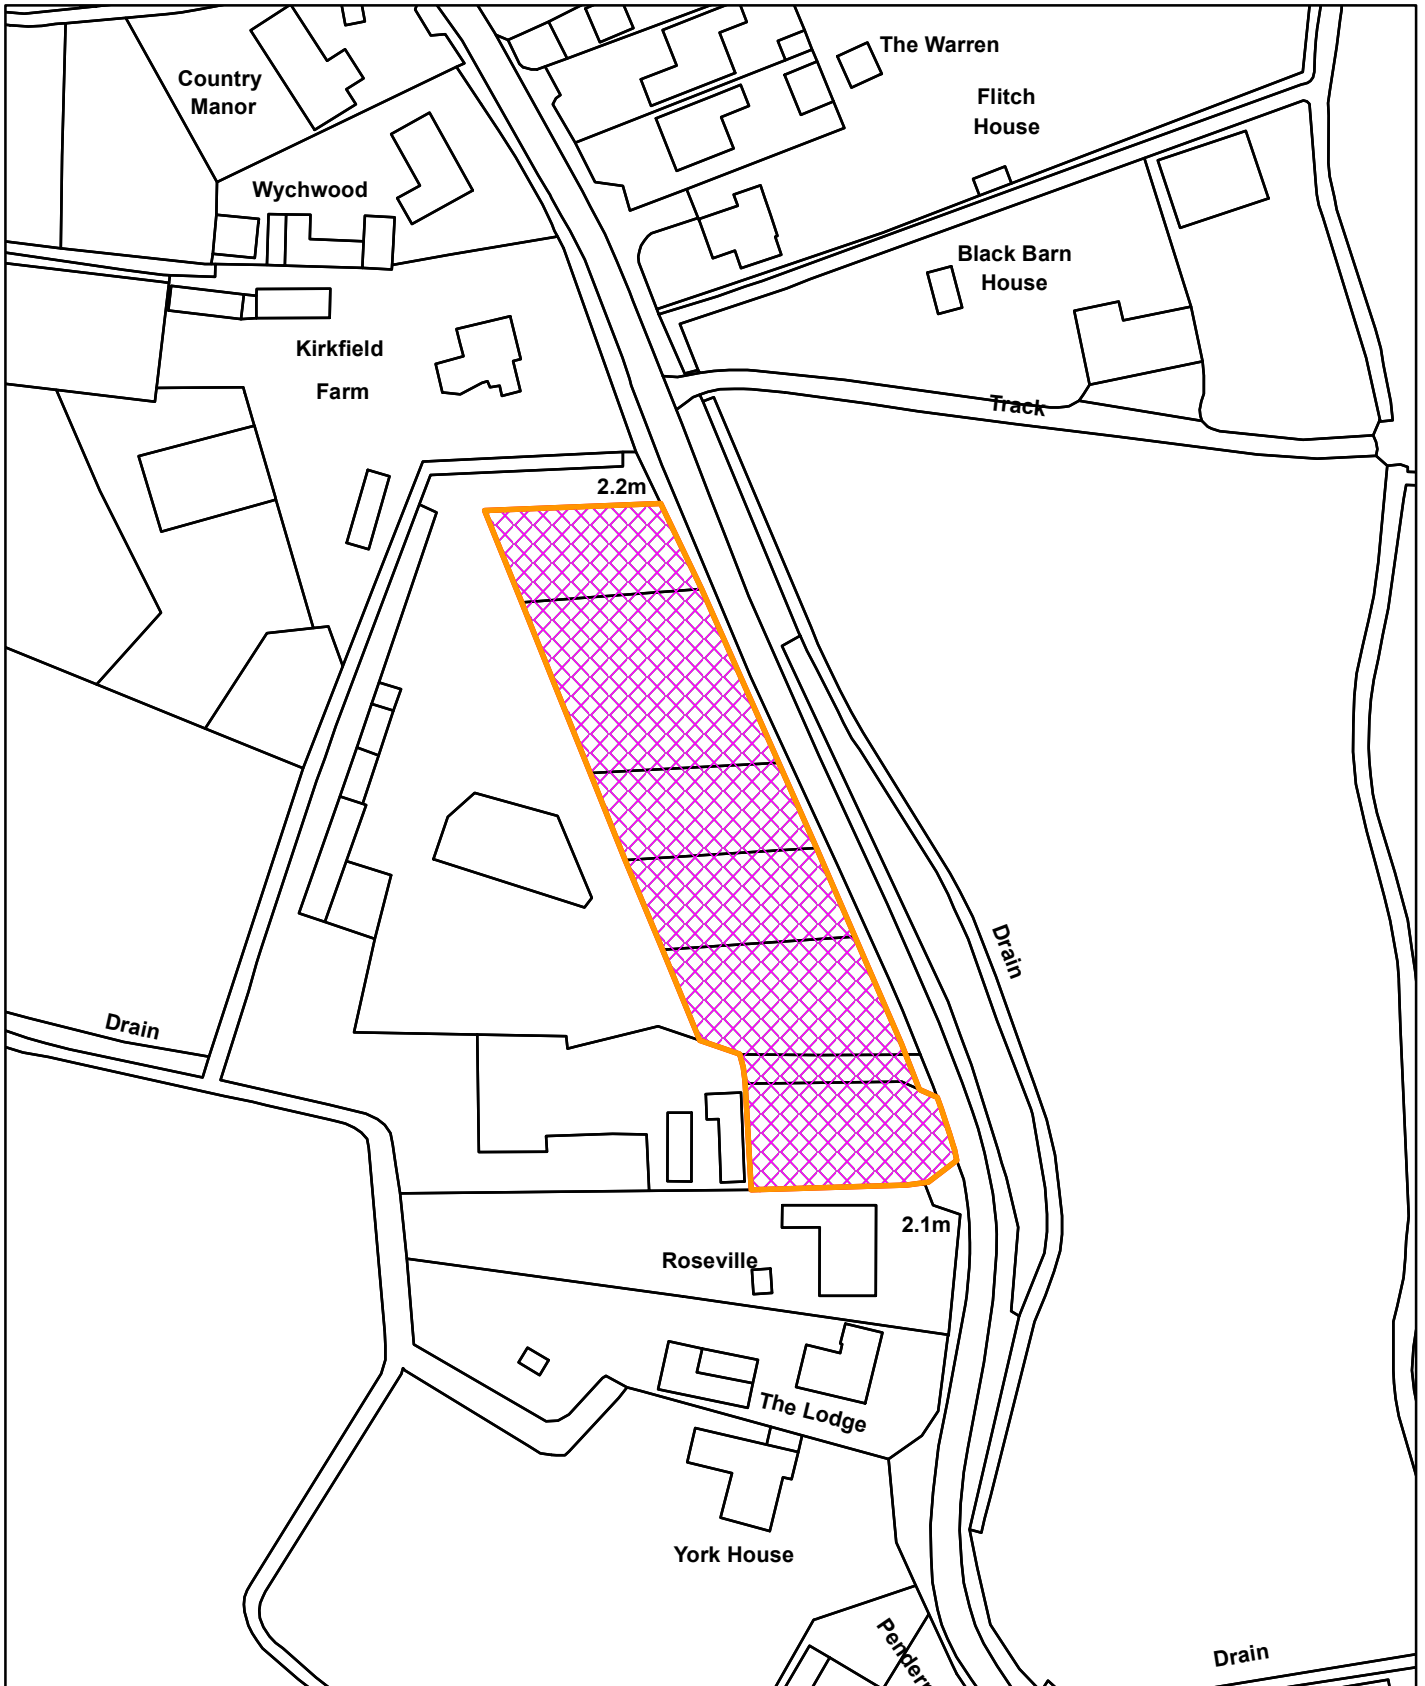 The Warren
Country
Manor
Flitch
House
Wychwood
Black Barn
House
Kirkfield
Farm
Track
2.2m
Drain
Drain
2.1m
Roseville
The Lodge
York House
Drain